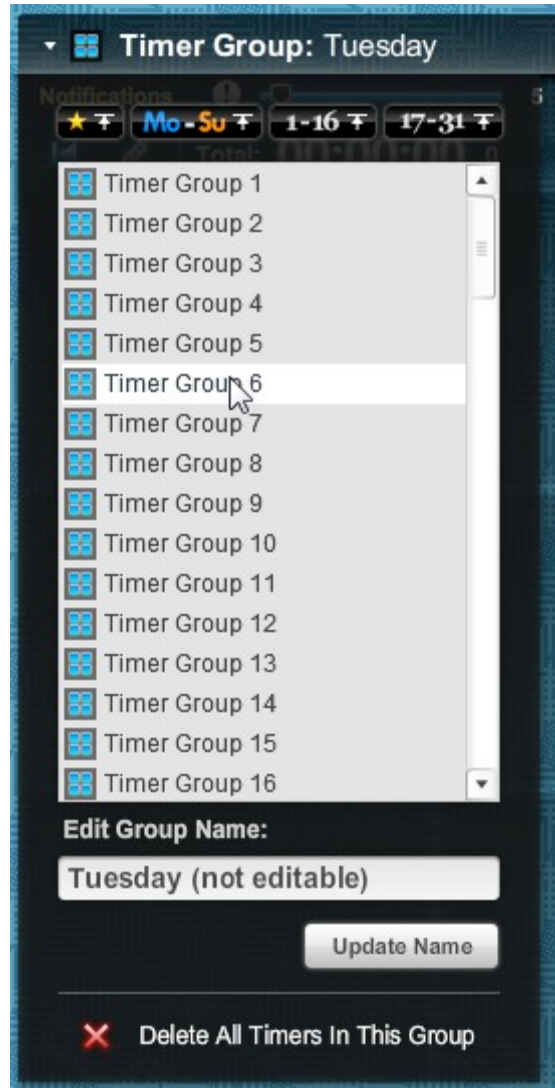 Timer Group: Tuesday
Notifications 5
Mo-Su 1-16 17-31
Total: 00:00:00 0
Timer Group 1
Timer Group 2
Timer Group 3
Timer Group 4
Timer Group 5
Timer Group 6
Timer Group 7
Timer Group 8
Timer Group 9
Timer Group 10
Timer Group 11
Timer Group 12
Timer Group 13
Timer Group 14
Timer Group 15
Timer Group 16
Edit Group Name:
Tuesday (not editable)
Update Name
Delete All Timers In This Group